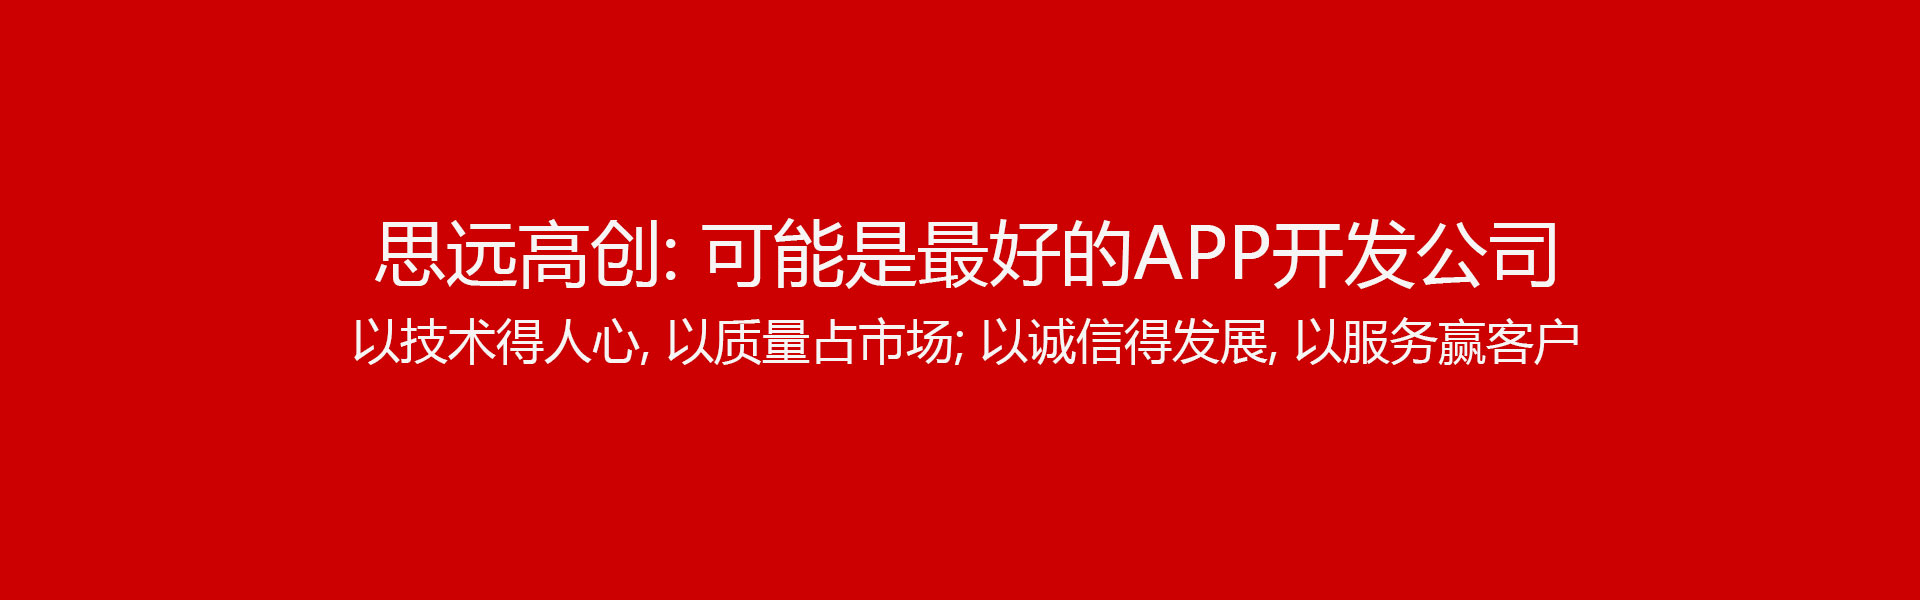 思远高创: 可能是最好的APP开发公司
以技术得人心, 以质量占市场; 以诚信得发展, 以服务赢客户